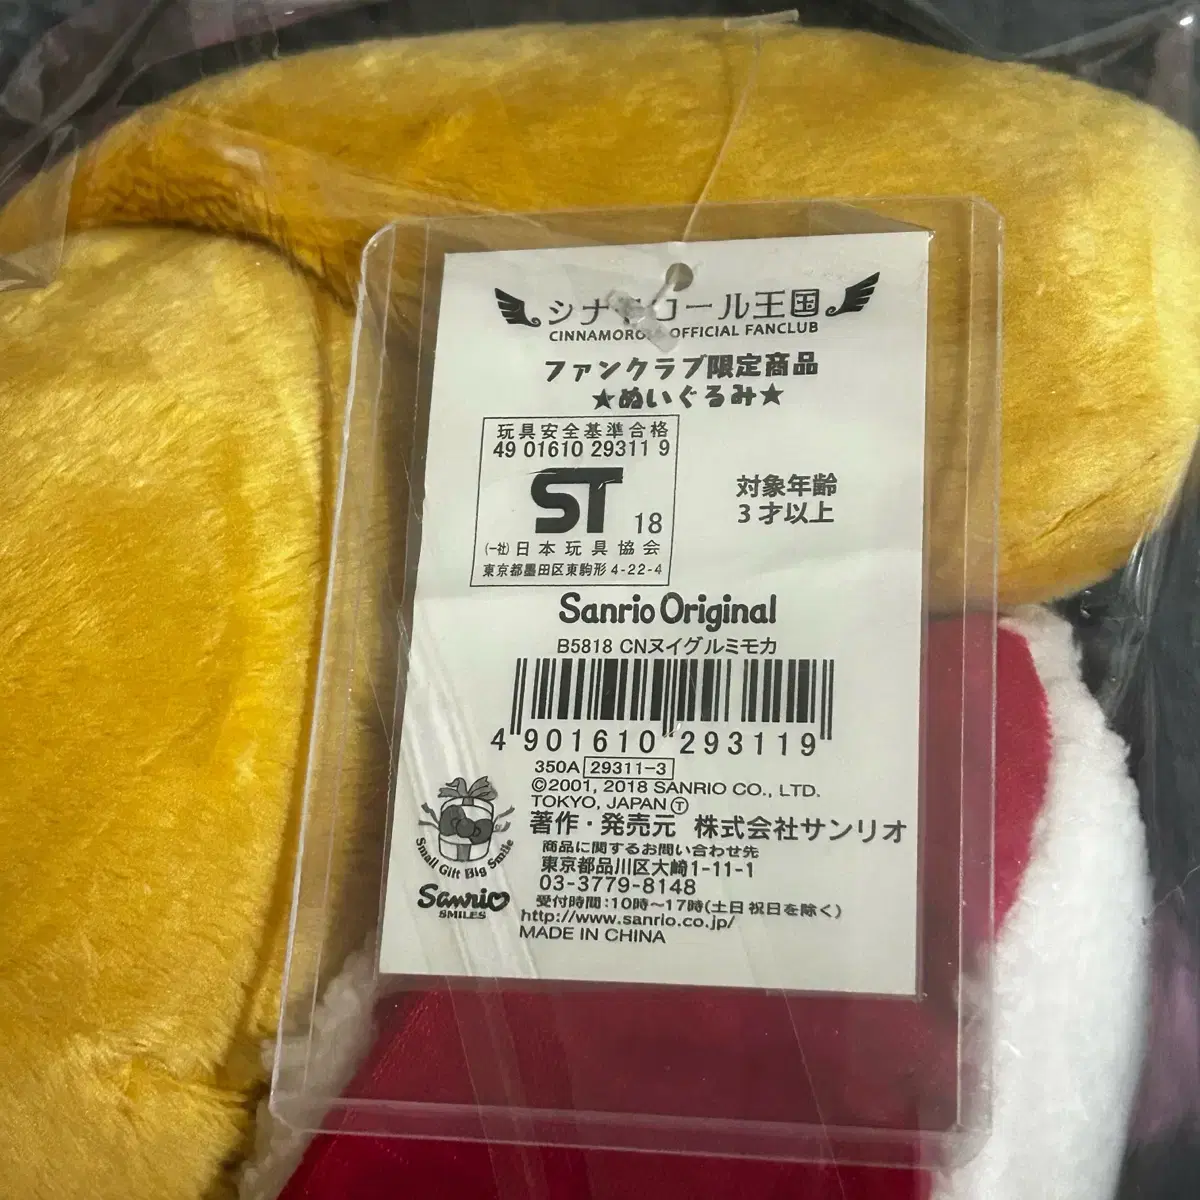 シナモロール王国
CINNAMOROLL OFFICIAL FANCLUB
ファンクラブ限定商品
★ぬいぐるみ★
玩具安全基準合格
49 01610 29311 9
ST 18
(一社)日本玩具協会
東京都墨田区東駒形4-22-4
対象年齢
3才以上
Sanrio Original
B5818 CNヌイグルミモカ
4 901610 293119
350A 29311-3
©2001, 2018 SANRIO CO., LTD.
TOKYO, JAPAN Ⓣ
著作・発売元 株式会社サンリオ
商品に関するお問い合わせ先
東京都品川区大崎1-11-1
03-3779-8148
受付時間:10時〜17時(土日祝日を除く)
http://www.sanrio.co.jp/
MADE IN CHINA
Small Gift Big Smile
Sanrio
SMILES